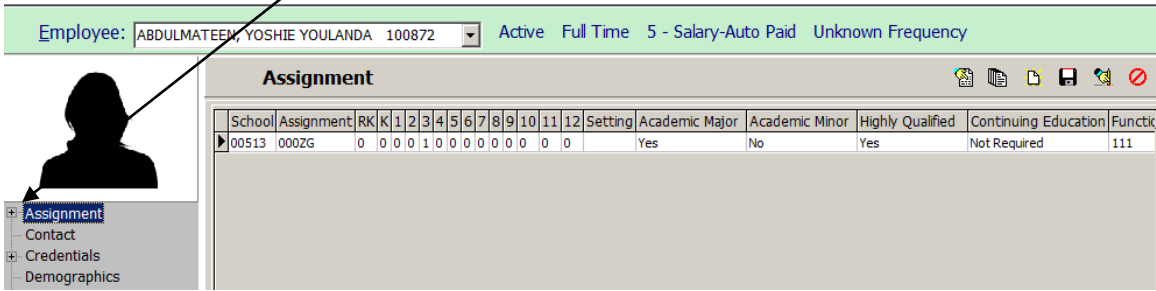 Employee: ABDULMATEEN, YOSHIE YOULANDA 100872 Active Full Time 5 - Salary-Auto Paid Unknown Frequency
Assignment
School Assignment RK K 1 2 3 4 5 6 7 8 9 10 11 12 Setting Academic Major Academic Minor Highly Qualified Continuing Education Functio
00513 000ZG 0 0 0 0 1 0 0 0 0 0 0 0 0 0 Yes No Yes Not Required 111
Assignment
Contact
Credentials
Demographics